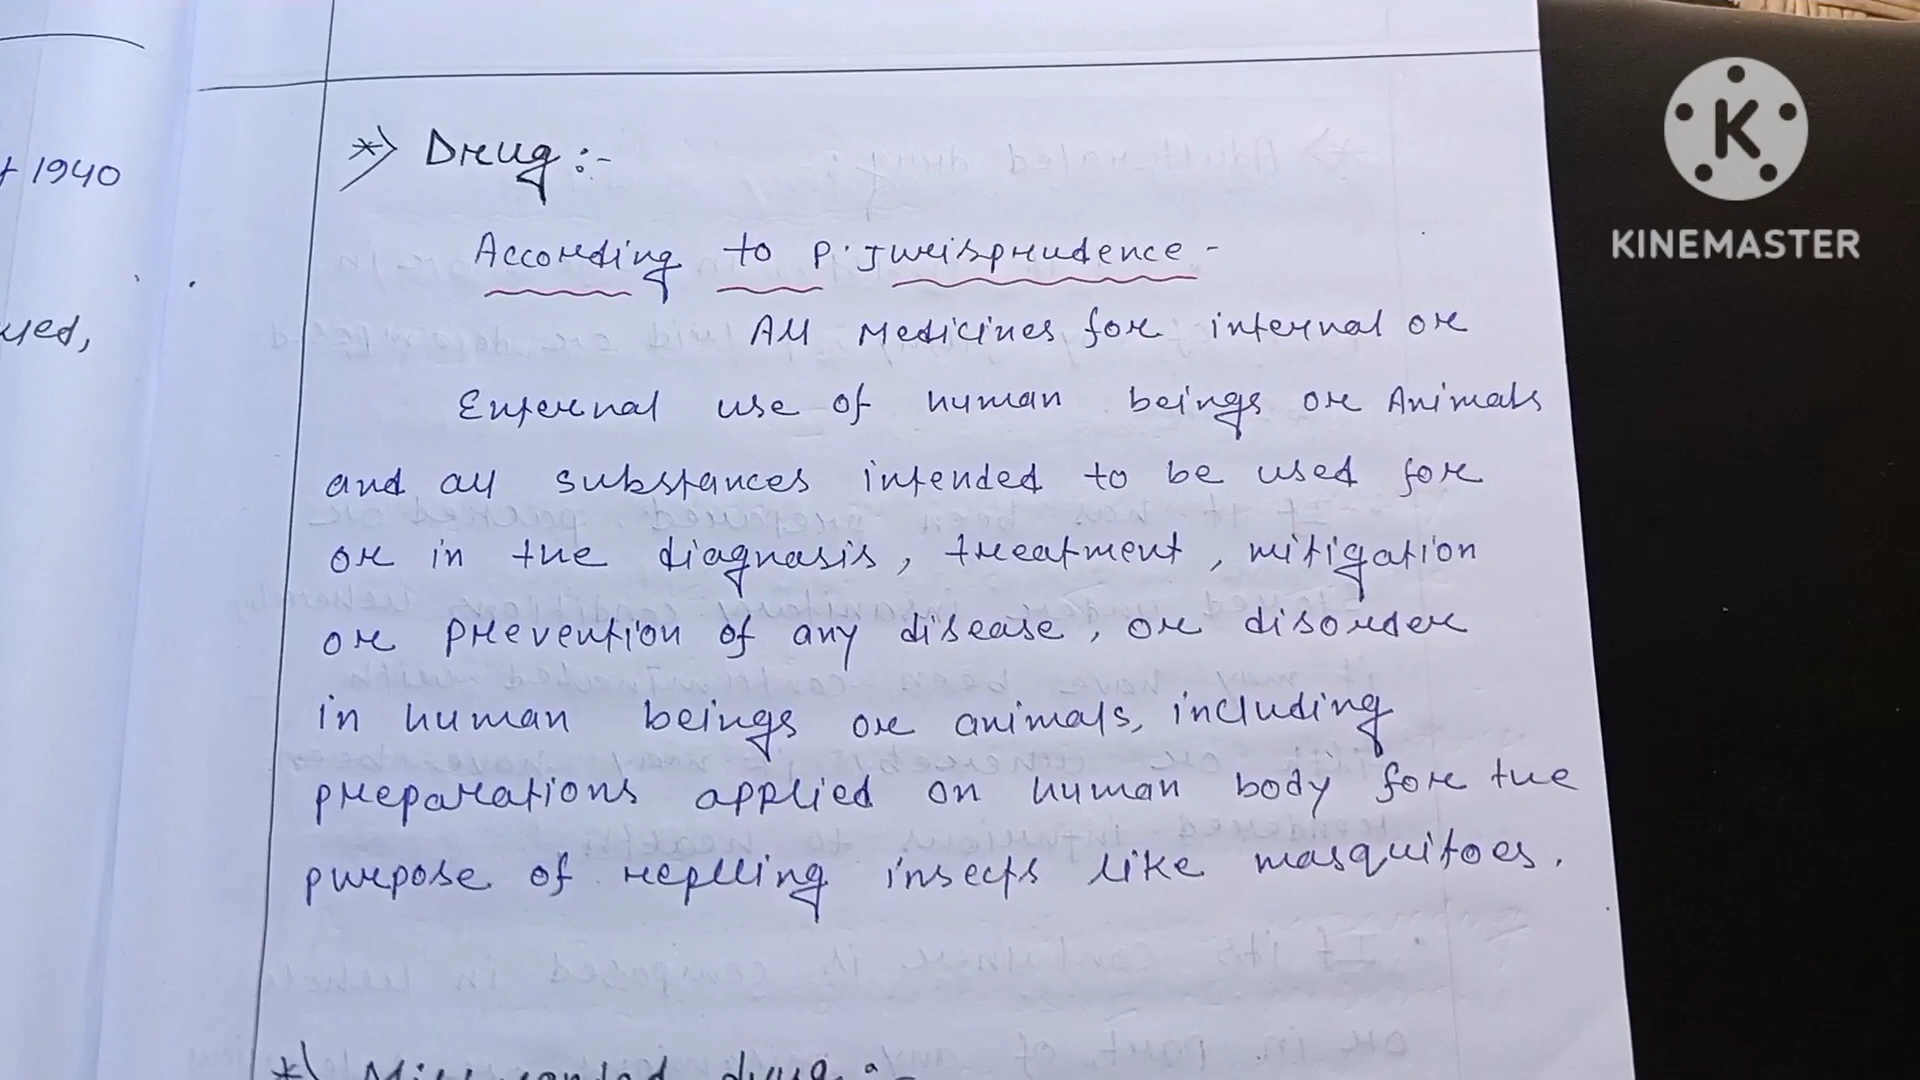 1940
*⟩ Drug :-
According to P. Jurisprudence -
All Medicines for internal or
External use of human beings or Animals
and all substances intended to be used for
or in the diagnasis, treatment, mitigation
or prevention of any disease, or disorder
in human beings or animals, including
preparations applied on human body for the
purpose of replling insects like masquitoes.
drug :-
K
KINEMASTER